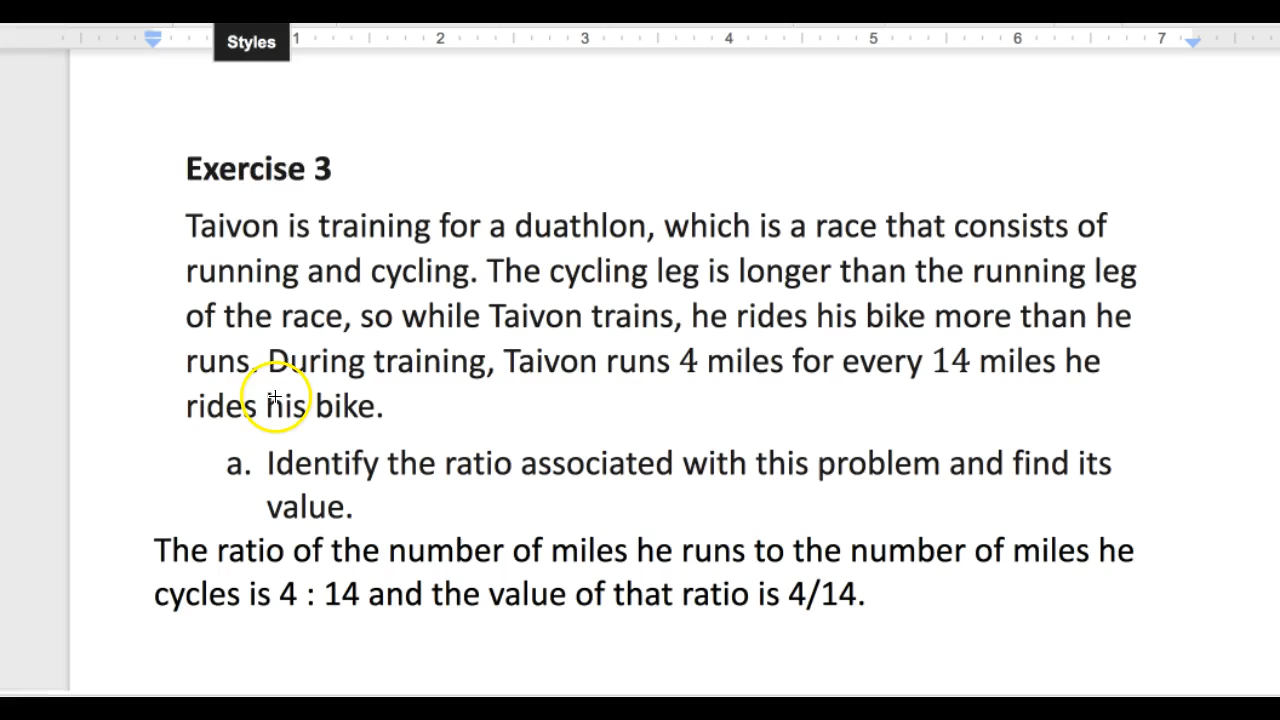 Styles 1 2 3 4 5 6 7
Exercise 3
Taivon is training for a duathlon, which is a race that consists of
running and cycling. The cycling leg is longer than the running leg
of the race, so while Taivon trains, he rides his bike more than he
runs. During training, Taivon runs 4 miles for every 14 miles he
rides his bike.
a. Identify the ratio associated with this problem and find its
value.
The ratio of the number of miles he runs to the number of miles he
cycles is 4 : 14 and the value of that ratio is 4/14.